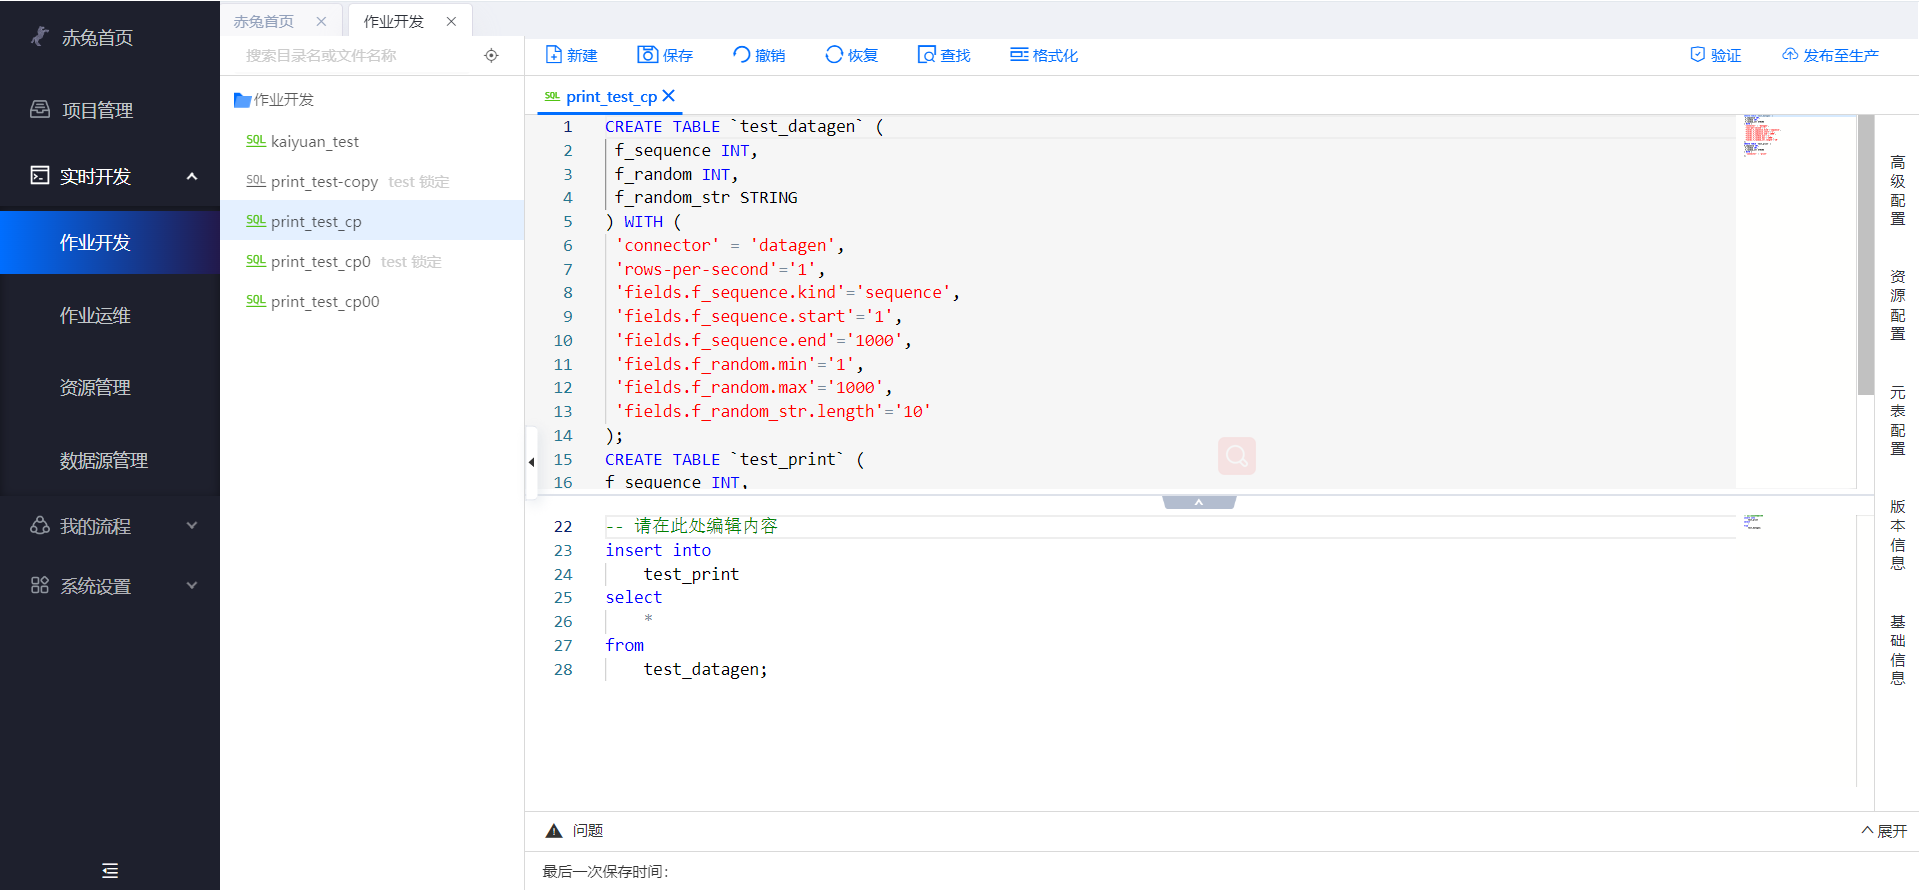 赤兔首页
项目管理
实时开发
作业开发
作业运维
资源管理
数据源管理
我的流程
系统设置
赤兔首页
作业开发
搜索目录名或文件名称
作业开发
SQL kaiyuan_test
SQL print_test-copy test 锁定
SQL print_test_cp
SQL print_test_cp0 test 锁定
SQL print_test_cp00
新建 保存 撤销 恢复 查找 格式化 验证 发布至生产
SQL print_test_cp
1 CREATE TABLE `test_datagen` (
2 f_sequence INT,
3 f_random INT,
4 f_random_str STRING
5 ) WITH (
6 'connector' = 'datagen',
7 'rows-per-second'='1',
8 'fields.f_sequence.kind'='sequence',
9 'fields.f_sequence.start'='1',
10 'fields.f_sequence.end'='1000',
11 'fields.f_random.min'='1',
12 'fields.f_random.max'='1000',
13 'fields.f_random_str.length'='10'
14 );
15 CREATE TABLE `test_print` (
16 f_sequence INT,
22 -- 请在此处编辑内容
23 insert into
24 test_print
25 select
26 *
27 from
28 test_datagen;
高级配置
资源配置
元表配置
版本信息
基础信息
问题
展开
最后一次保存时间：